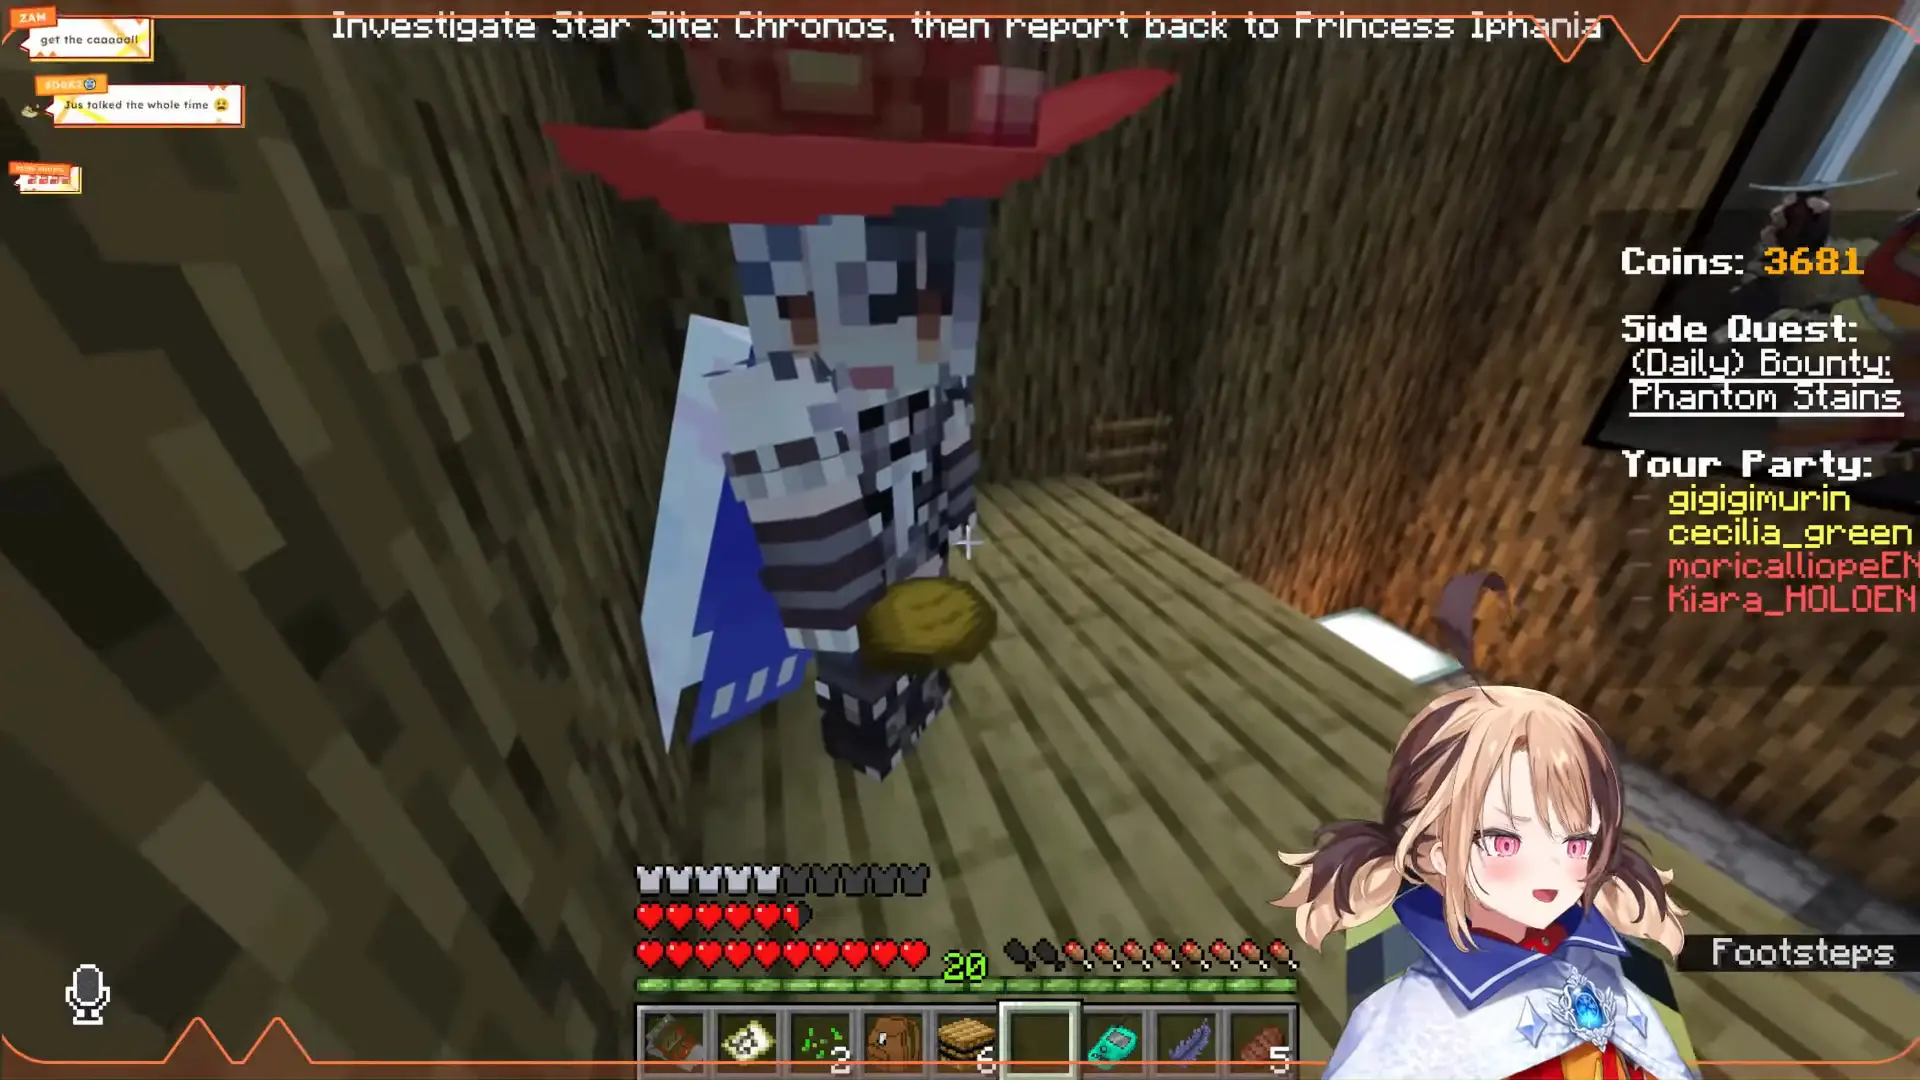 Investigate Star Site: Chronos, then report back to Princess Iphania
ZAM
get the caaaaall
Jus talked the whole time
Coins: 3681
Side Quest:
(Daily) Bounty:
Phantom Stains
Your Party:
- gigigimurin
- cecilia_green
- moricalliopeEN
- Kiara_HOLOEN
Footsteps
20
2
6
5